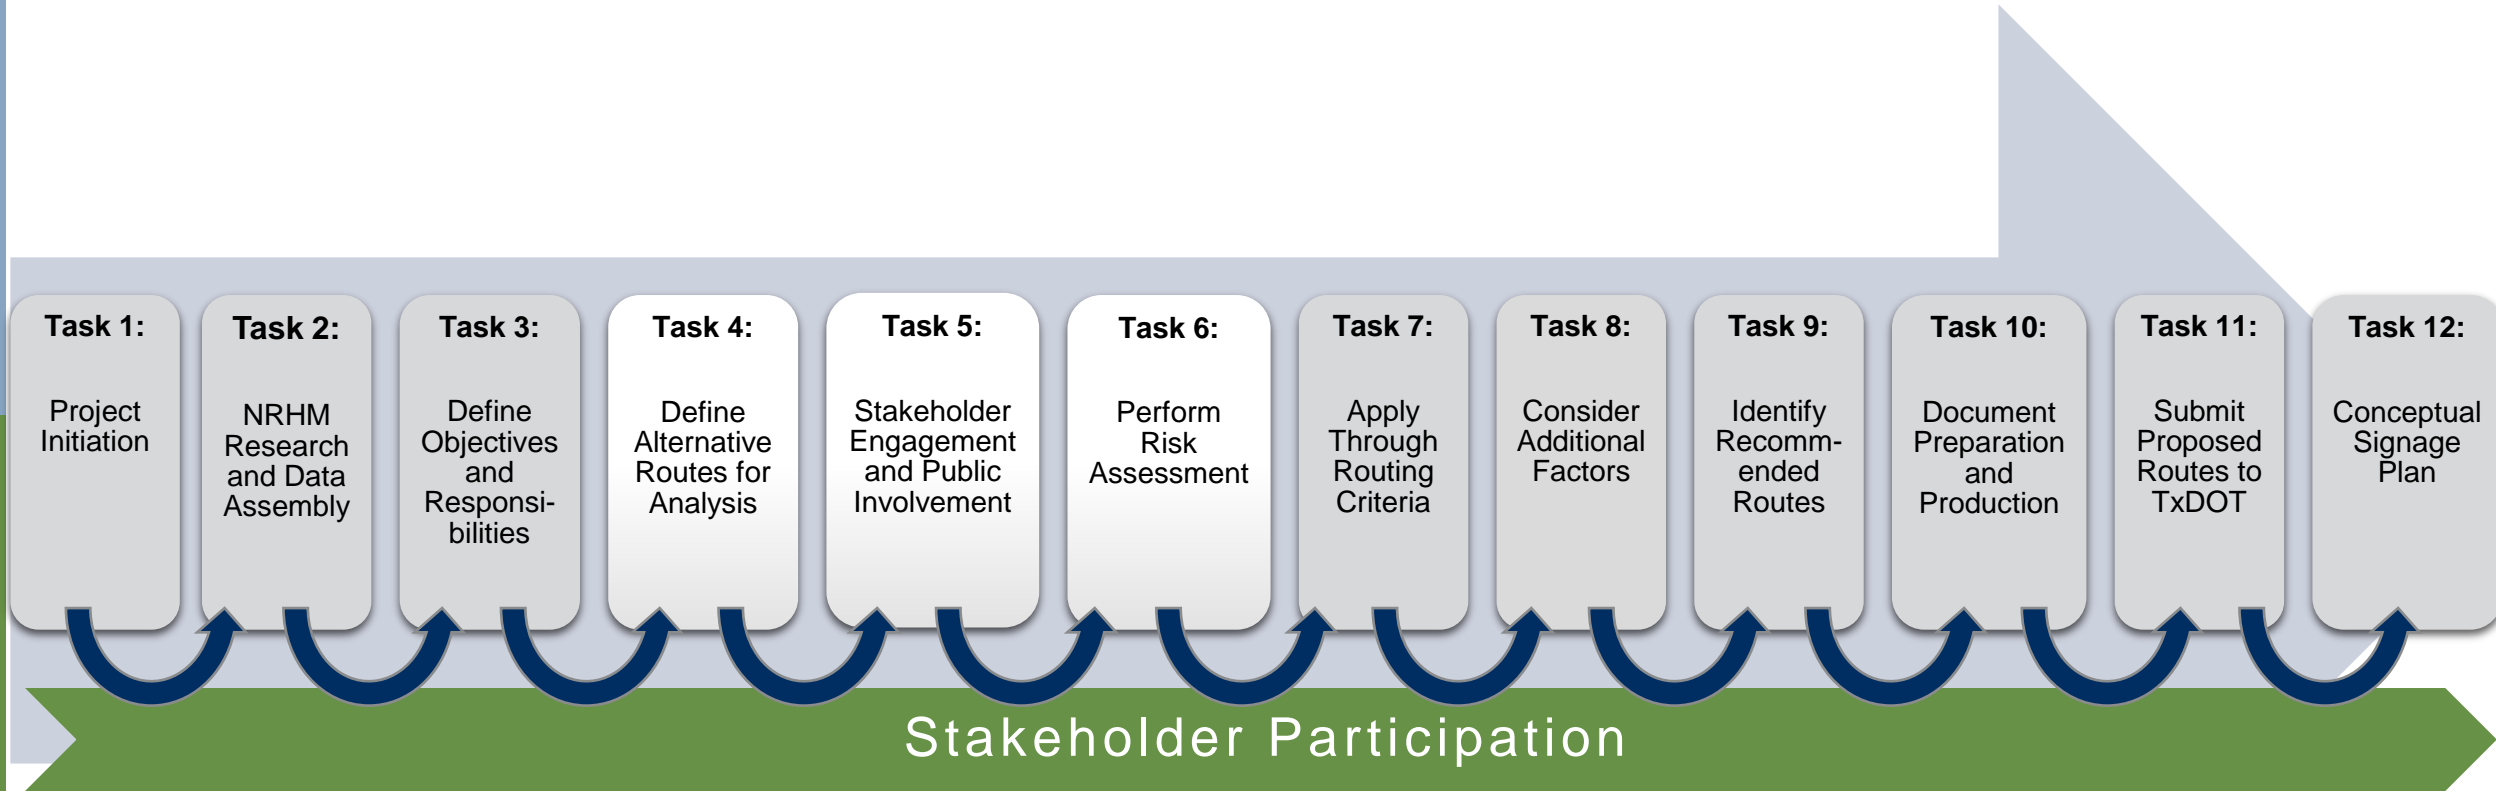 Task 1:
Project
Initiation
Task 2:
NRHM
Research
and Data
Assembly
Task 3:
Define
Objectives
and
Responsi-
bilities
Task 4:
Define
Alternative
Routes for
Analysis
Task 5:
Stakeholder
Engagement
and Public
Involvement
Task 6:
Perform
Risk
Assessment
Task 7:
Apply
Through
Routing
Criteria
Task 8:
Consider
Additional
Factors
Task 9:
Identify
Recomm-
ended
Routes
Task 10:
Document
Preparation
and
Production
Task 11:
Submit
Proposed
Routes to
TxDOT
Task 12:
Conceptual
Signage
Plan
Stakeholder Participation